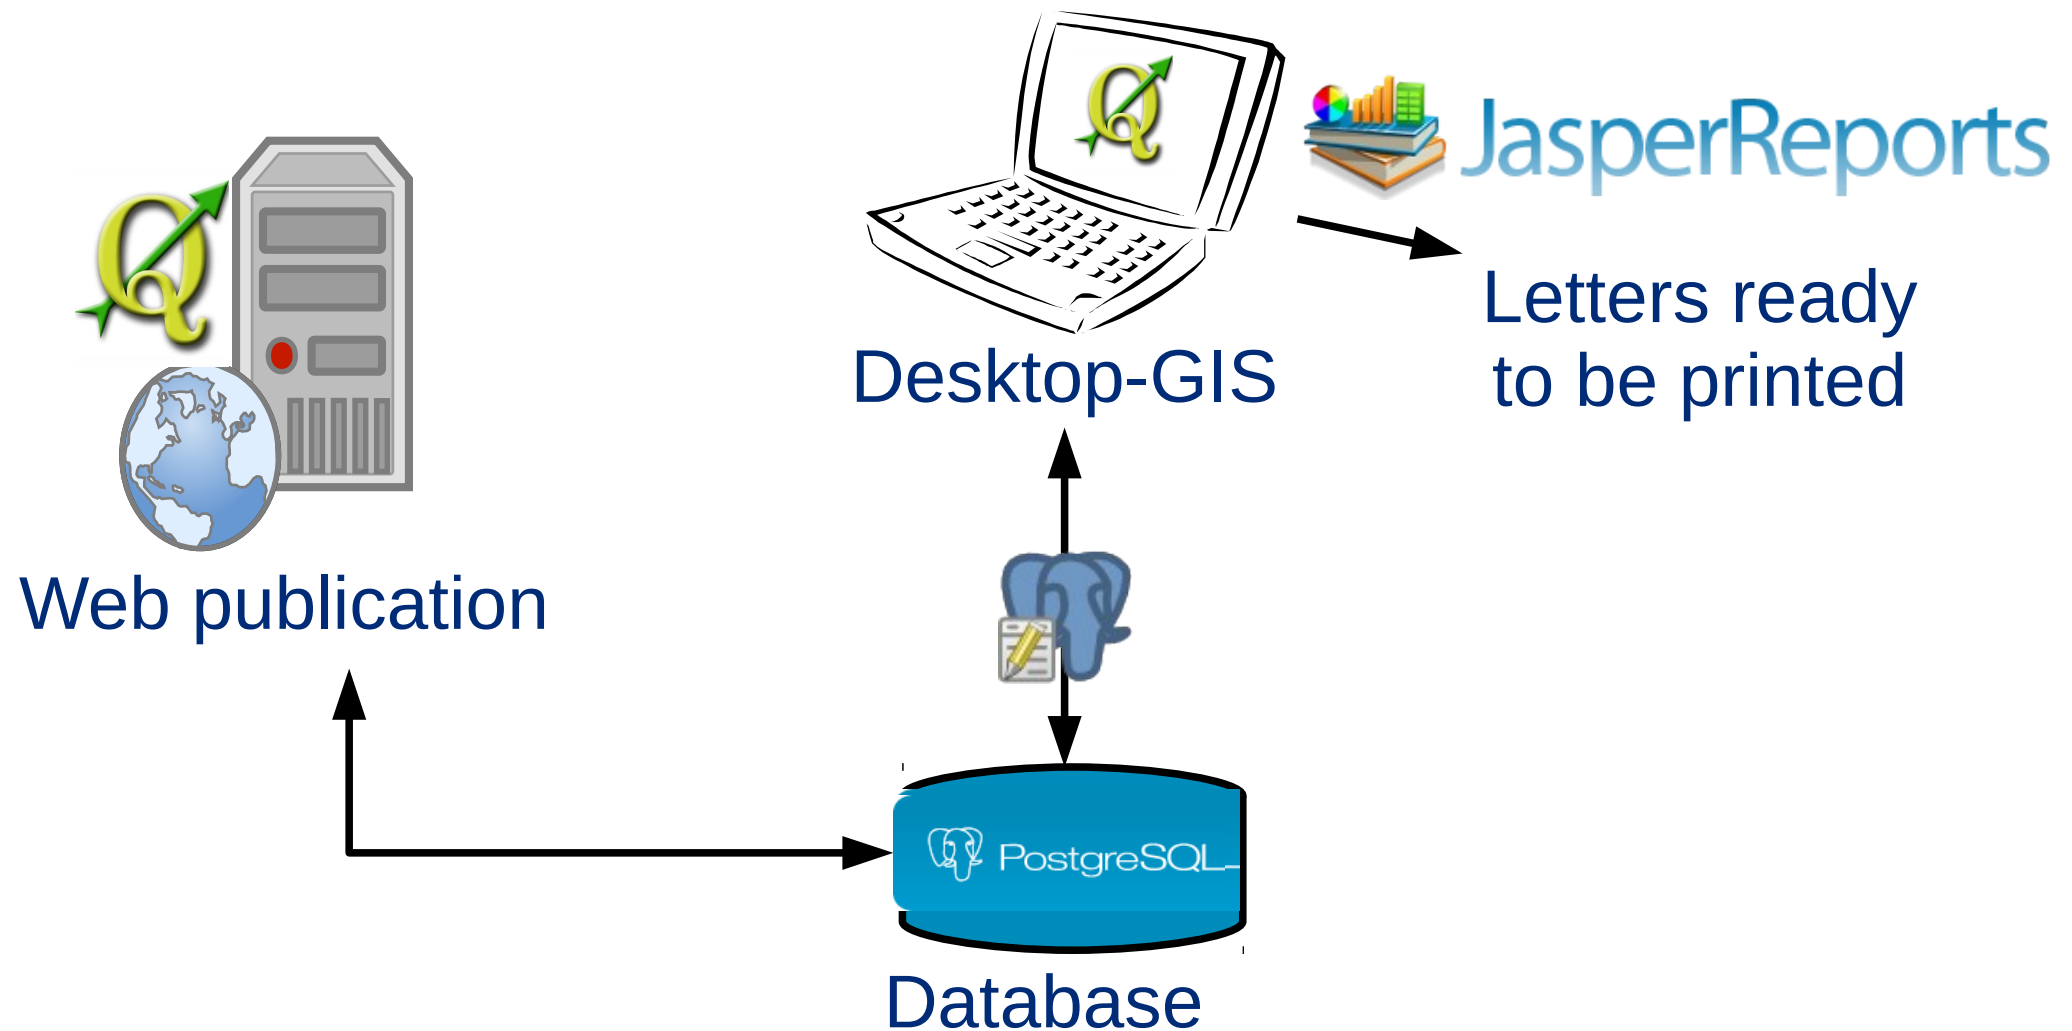 JasperReports
Letters ready
to be printed
Desktop-GIS
Web publication
PostgreSQL
Database